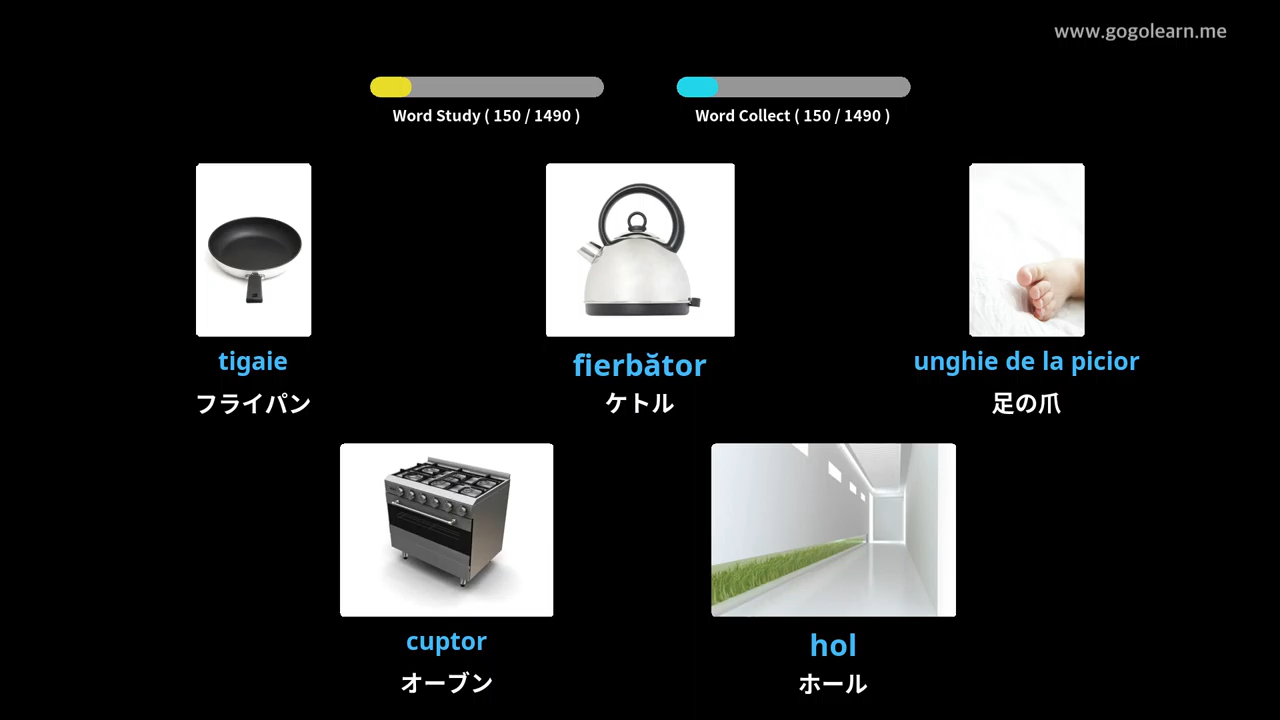 www.gogolearn.me
Word Study ( 150 / 1490 )
Word Collect ( 150 / 1490 )
tigaie
フライパン
fierbător
ケトル
unghie de la picior
足の爪
cuptor
オーブン
hol
ホール